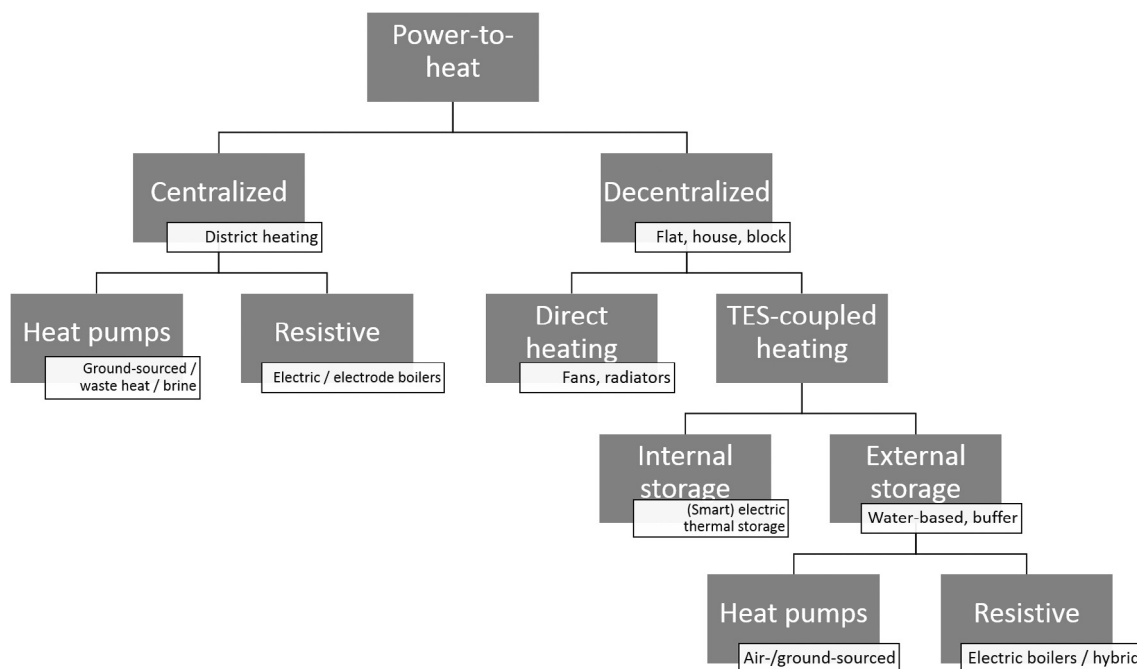 Power-to-
heat
Centralized
District heating
Decentralized
Flat, house, block
Heat pumps
Ground-sourced /
waste heat / brine
Resistive
Electric / electrode boilers
Direct
heating
Fans, radiators
TES-coupled
heating
Internal
storage
(Smart) electric
thermal storage
External
storage
Water-based, buffer
Heat pumps
Air-/ground-sourced
Resistive
Electric boilers / hybrid